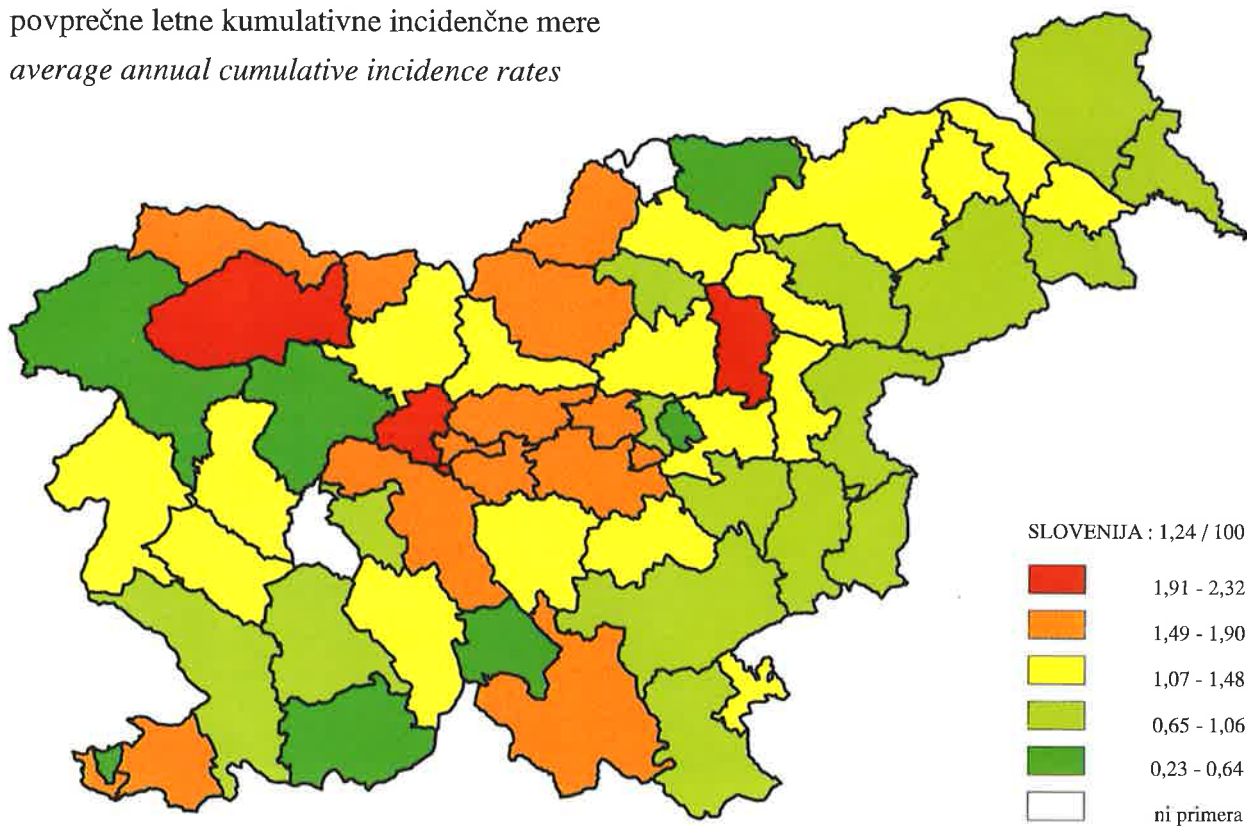 povprečne letne kumulativne incidenčne mere
average annual cumulative incidence rates
SLOVENIJA : 1,24 / 100
1,91 - 2,32
1,49 - 1,90
1,07 - 1,48
0,65 - 1,06
0,23 - 0,64
ni primera